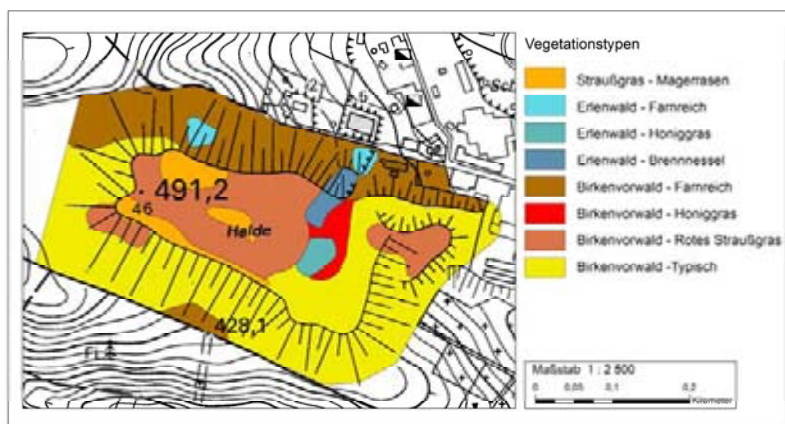 491,2
46
Halde
428,1
Vegetationstypen
Straußgras - Magerrasen
Erlenwald - Farnreich
Erlenwald - Honiggras
Erlenwald - Brennnessel
Birkenvorwald - Farnreich
Birkenvorwald - Honiggras
Birkenvorwald - Rotes Straußgras
Birkenvorwald - Typisch
Maßstab 1 : 2 500
0 0,05 0,1 0,2
Kilometer